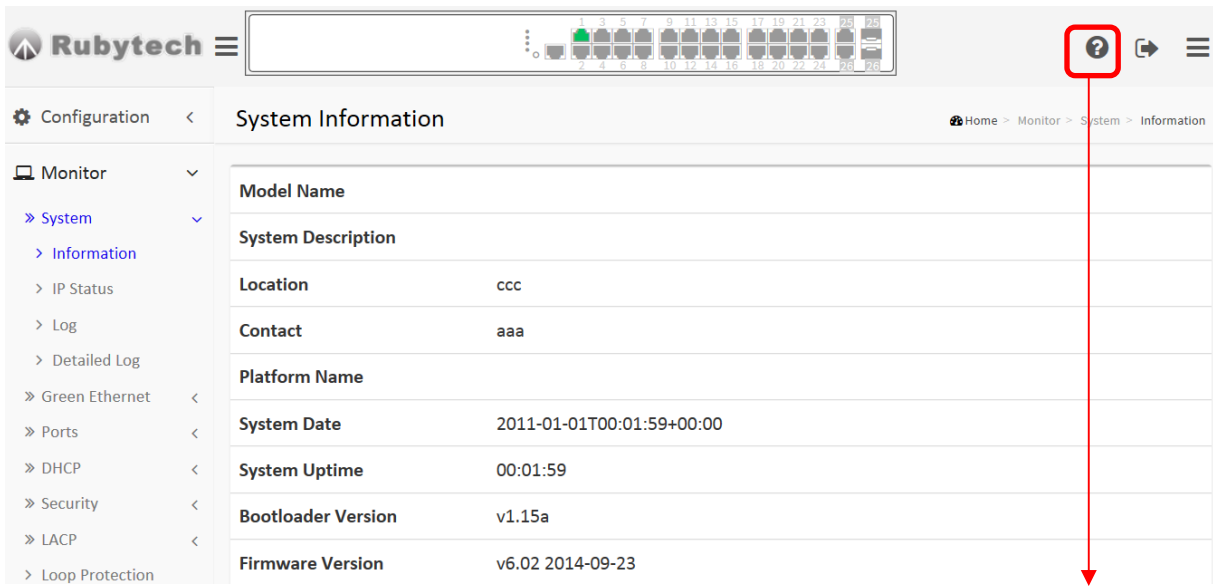 Rubytech
1 3 5 7 9 11 13 15 17 19 21 23 25 25
2 4 6 8 10 12 14 16 18 20 22 24 26 26
Configuration
Monitor
System
Information
IP Status
Log
Detailed Log
Green Ethernet
Ports
DHCP
Security
LACP
Loop Protection
System Information
Home > Monitor > System > Information
Model Name
System Description
Location ccc
Contact aaa
Platform Name
System Date 2011-01-01T00:01:59+00:00
System Uptime 00:01:59
Bootloader Version v1.15a
Firmware Version v6.02 2014-09-23